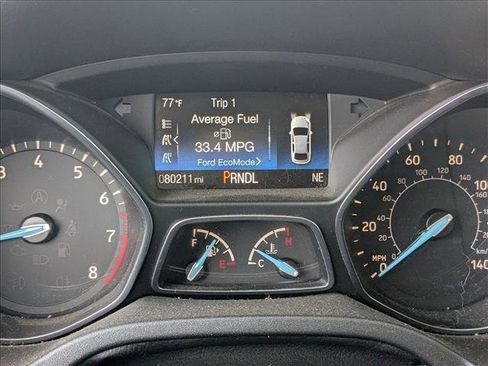 77°F Trip 1
Average Fuel
33.4 MPG
Ford EcoMode
080211 mi PRNDL NE
3 4 5 6 7 8
F E
C H
0 20 40 60 80 100 120 140
MPH
km/h